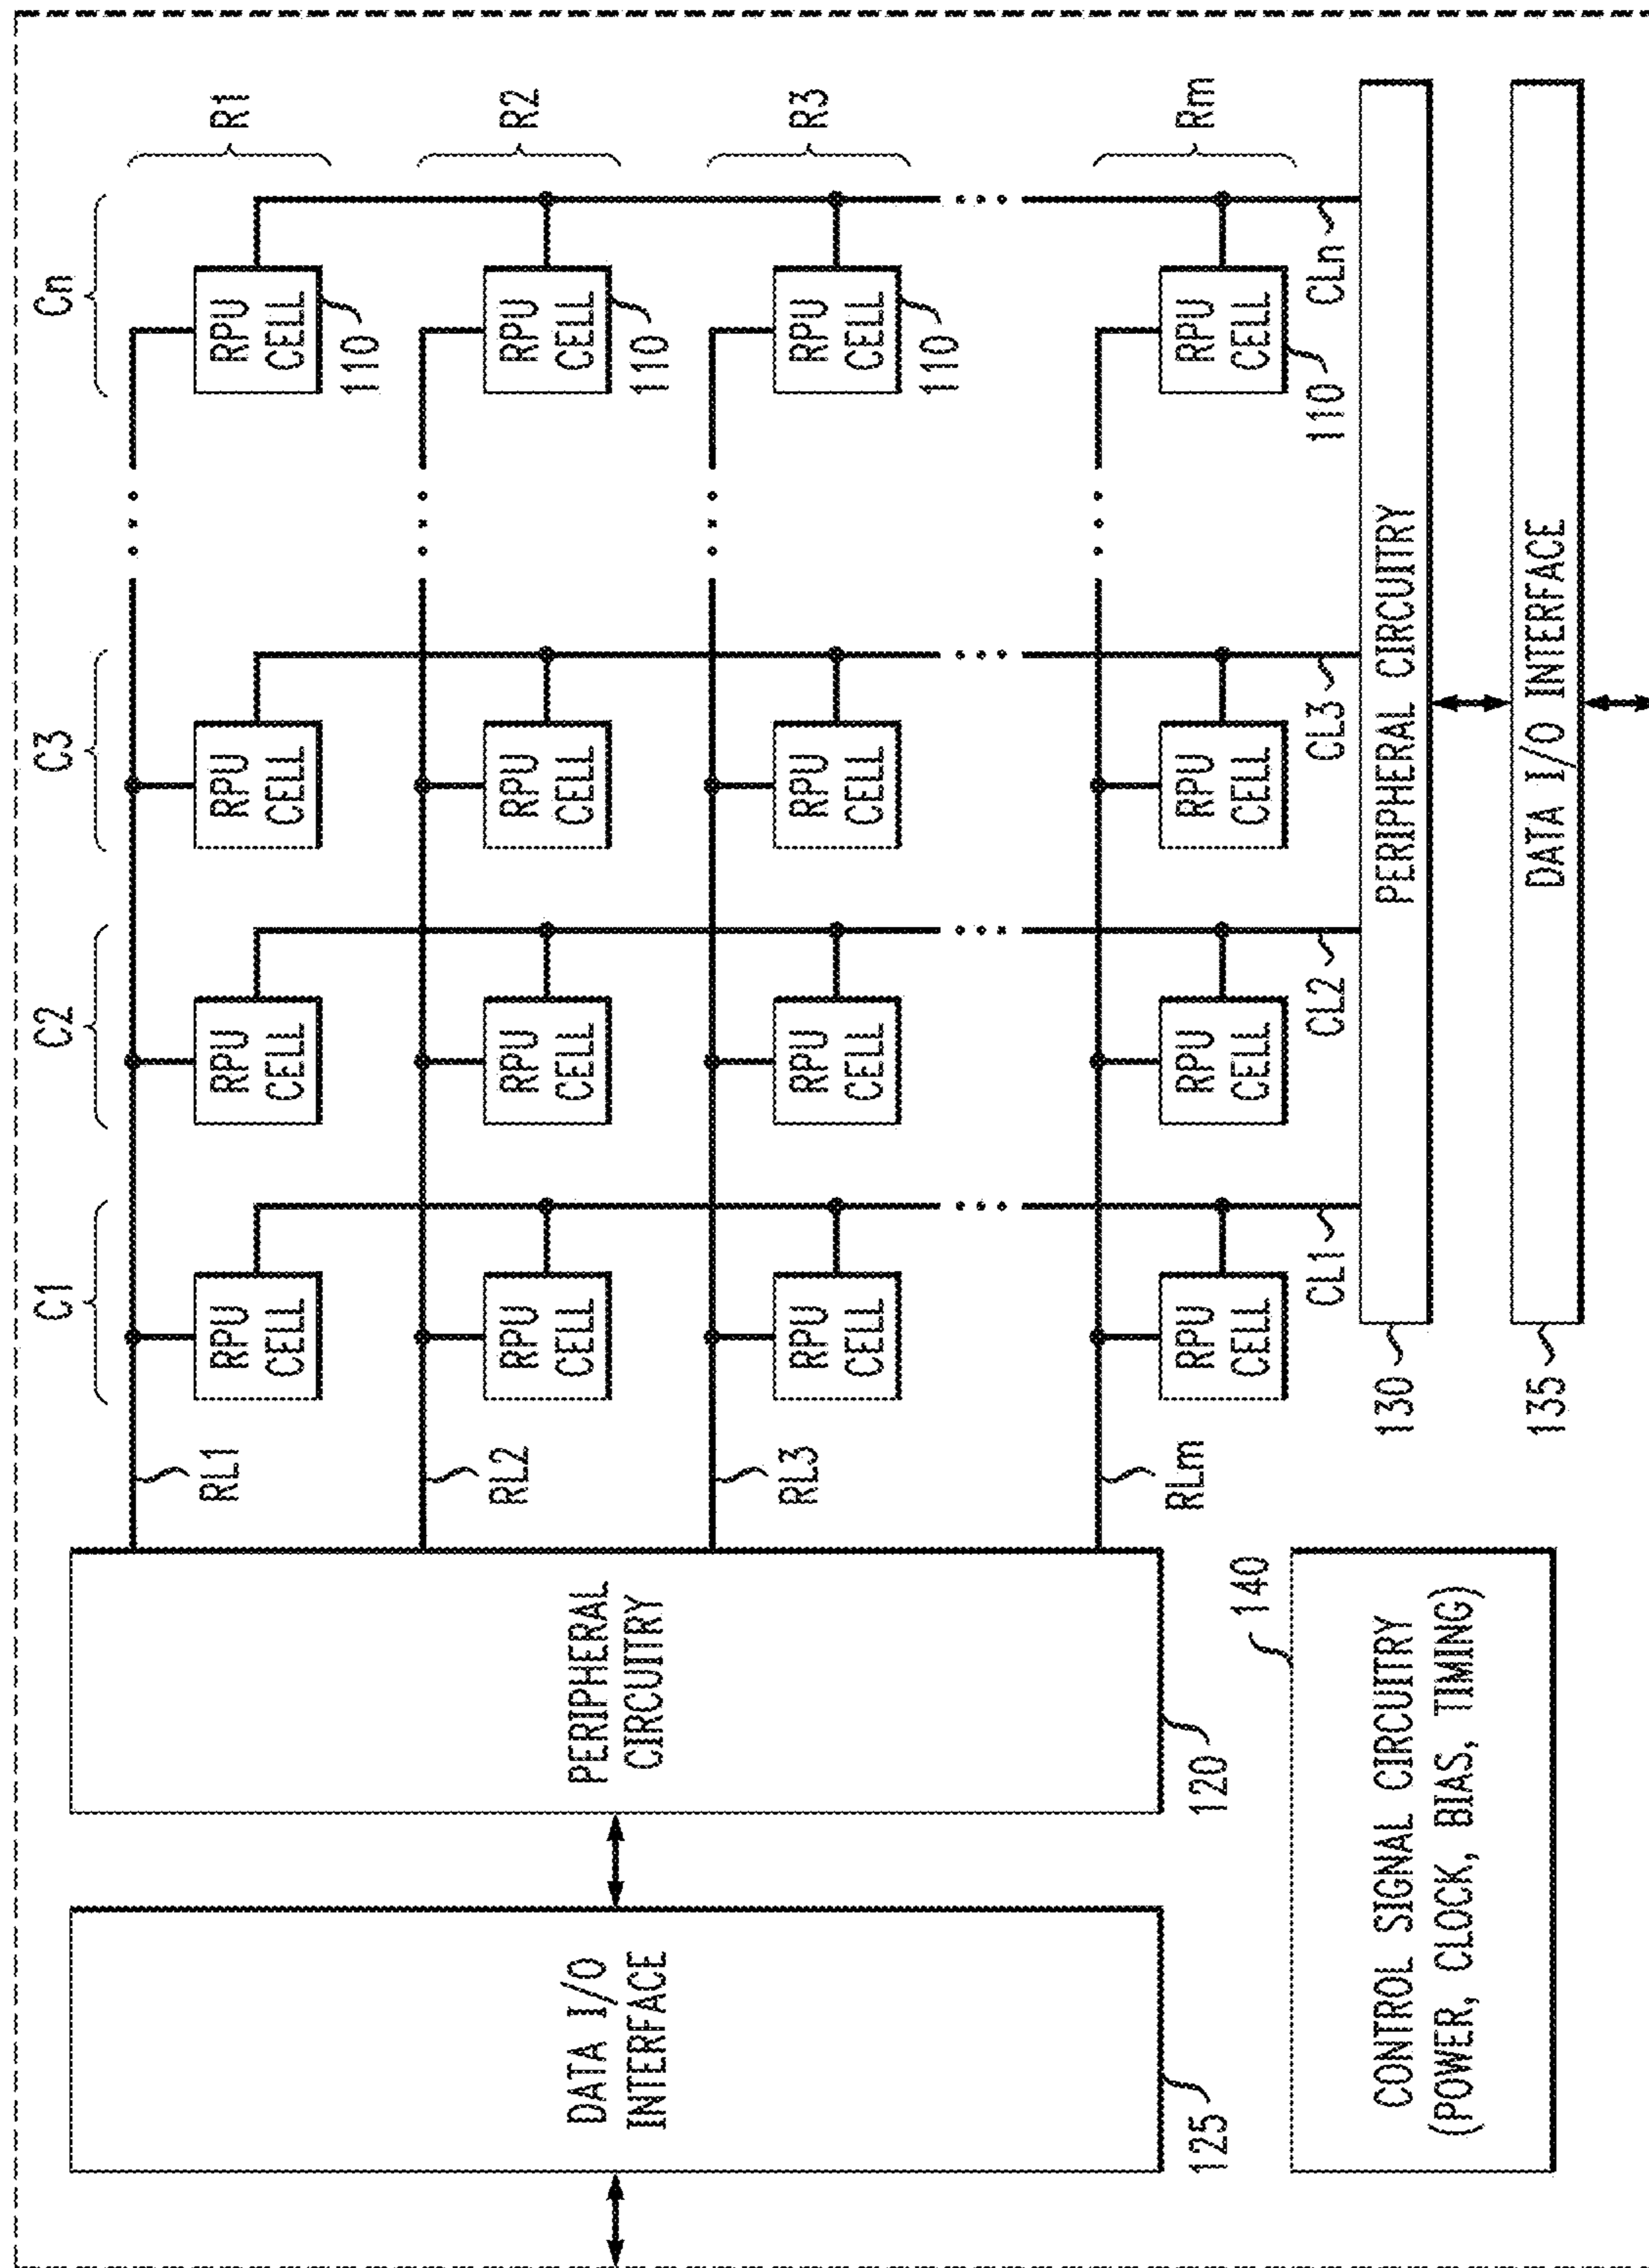 C1 C2 C3 Cn
RL1 RPU RPU RPU RPU R1
CELL CELL CELL CELL
110
RL2 RPU RPU RPU RPU R2
CELL CELL CELL CELL
110
DATA I/O
INTERFACE
PERIPHERAL
CIRCUITRY
RL3 RPU RPU RPU RPU R3
CELL CELL CELL CELL
110
RLm RPU RPU RPU RPU Rm
CELL CELL CELL CELL
125 120 140
CL1 CL2 CL3 110 CLn
CONTROL SIGNAL CIRCUITRY
(POWER, CLOCK, BIAS, TIMING)
130 PERIPHERAL CIRCUITRY
135 DATA I/O INTERFACE